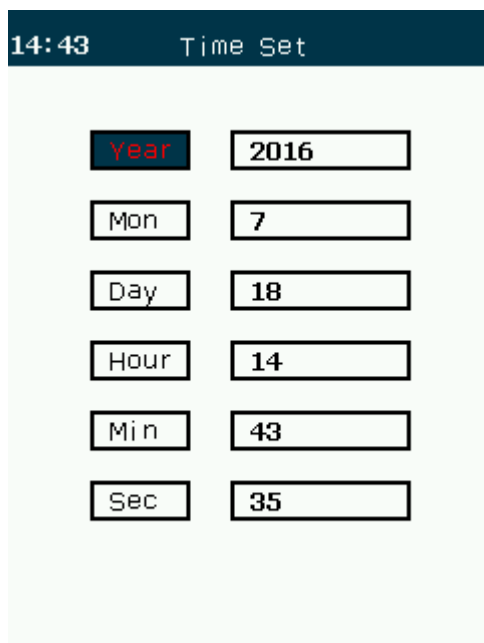 14:43 Time Set
Year 2016
Mon 7
Day 18
Hour 14
Min 43
Sec 35